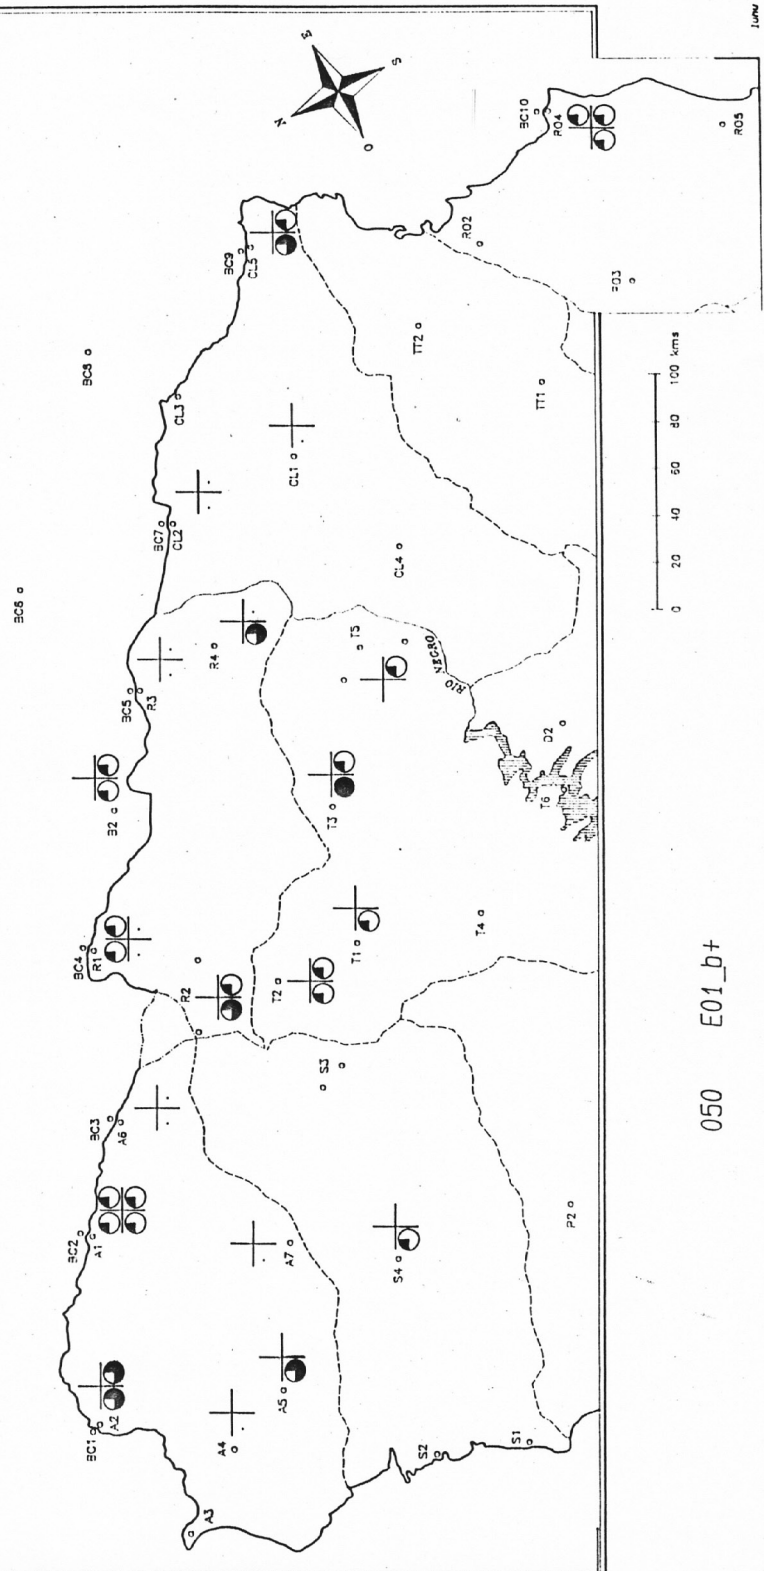 BC6
BC2
BC4
BC8
BC1
A1
R1
BC3
B2
A2
A6
BC5
R3
BC7
CL2
CL3
R2
A3
R4
A4
BC9
CL5
T2
A5
A7
CL1
N
E
O
S
S3
T3
T1
T5
S4
CL4
TT2
RIO NEGRO
S2
RO2
T4
S1
BC10
TT1
T6
D2
RO4
P2
RO3
0 20 40 60 80 100 kms
050 E01_b+
RO5